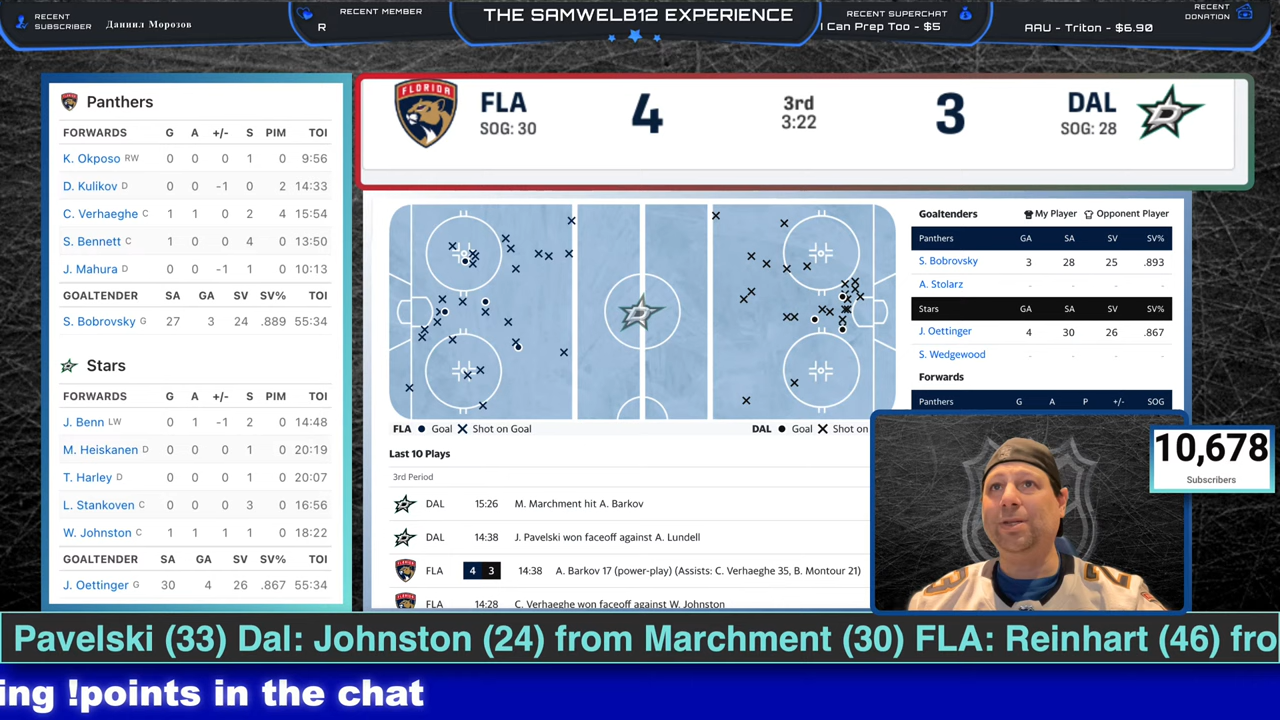 RECENT SUBSCRIBER
Даниил Морозов
RECENT MEMBER
R
THE SAMWELB12 EXPERIENCE
RECENT SUPERCHAT
I Can Prep Too - $5
RECENT DONATION
AAU - Triton - $6.90
Panthers
FORWARDS G A +/- S PIM TOI
K. Okposo RW 0 0 0 1 0 9:56
D. Kulikov D 0 0 -1 0 2 14:33
C. Verhaeghe C 1 1 0 2 4 15:54
S. Bennett C 1 0 0 4 0 13:50
J. Mahura D 0 0 -1 1 0 10:13
GOALTENDER SA GA SV SV% TOI
S. Bobrovsky G 27 3 24 .889 55:34
Stars
FORWARDS G A +/- S PIM TOI
J. Benn LW 0 1 -1 2 0 14:48
M. Heiskanen D 0 0 0 1 0 20:19
T. Harley D 0 0 0 1 0 20:07
L. Stankoven C 0 0 0 3 0 16:56
W. Johnston C 1 1 1 1 0 18:22
GOALTENDER SA GA SV SV% TOI
J. Oettinger G 30 4 26 .867 55:34
FLORIDA
FLA
SOG: 30
4
3rd
3:22
3
DAL
SOG: 28
FLA Goal Shot on Goal
DAL Goal Shot on
Last 10 Plays
3rd Period
DAL 15:26 M. Marchment hit A. Barkov
DAL 14:38 J. Pavelski won faceoff against A. Lundell
FLA 4 3 14:38 A. Barkov 17 (power-play) (Assists: C. Verhaeghe 35, B. Montour 21)
FLA 14:28 C. Verhaeghe won faceoff against W. Johnston
Goaltenders My Player Opponent Player
Panthers GA SA SV SV%
S. Bobrovsky 3 28 25 .893
A. Stolarz - - - -
Stars GA SA SV SV%
J. Oettinger 4 30 26 .867
S. Wedgewood - - - -
Forwards
Panthers G A P +/- SOG
10,678
Subscribers
Pavelski (33) Dal: Johnston (24) from Marchment (30) FLA: Reinhart (46) fro
ing !points in the chat